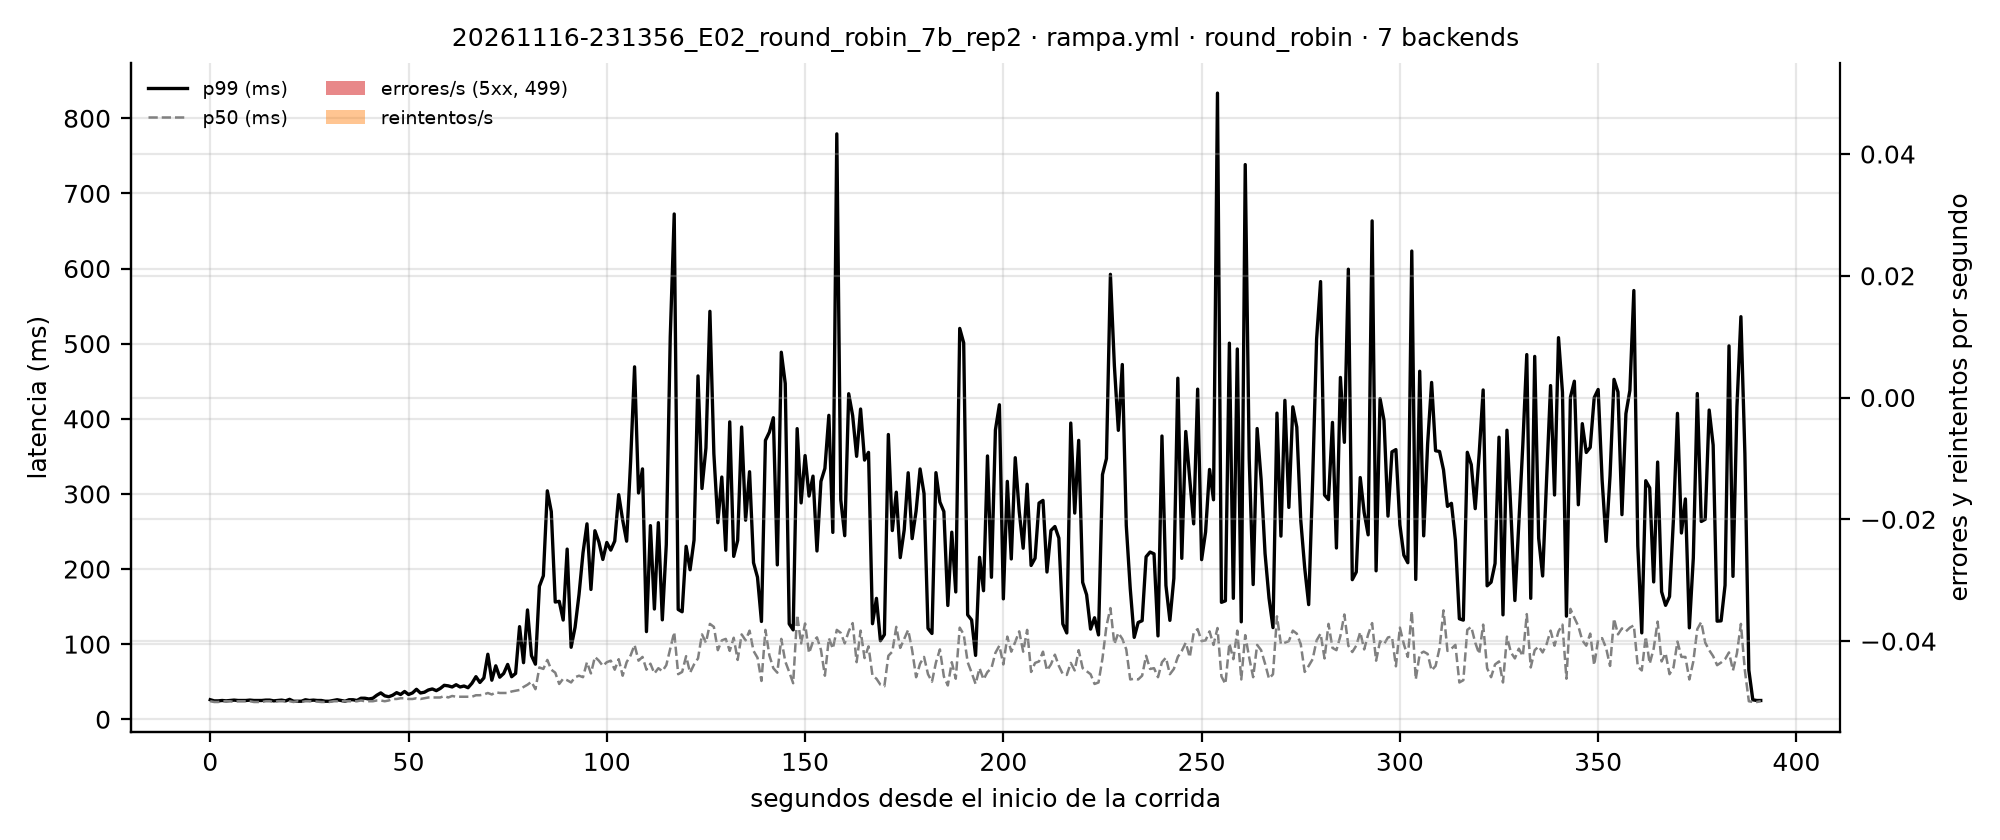 20261116-231356_E02_round_robin_7b_rep2 · rampa.yml · round_robin · 7 backends
p99 (ms)
p50 (ms)
errores/s (5xx, 499)
reintentos/s
latencia (ms)
800
700
600
500
400
300
200
100
0
0.04
0.02
0.00
−0.02
−0.04
errores y reintentos por segundo
0 50 100 150 200 250 300 350 400
segundos desde el inicio de la corrida